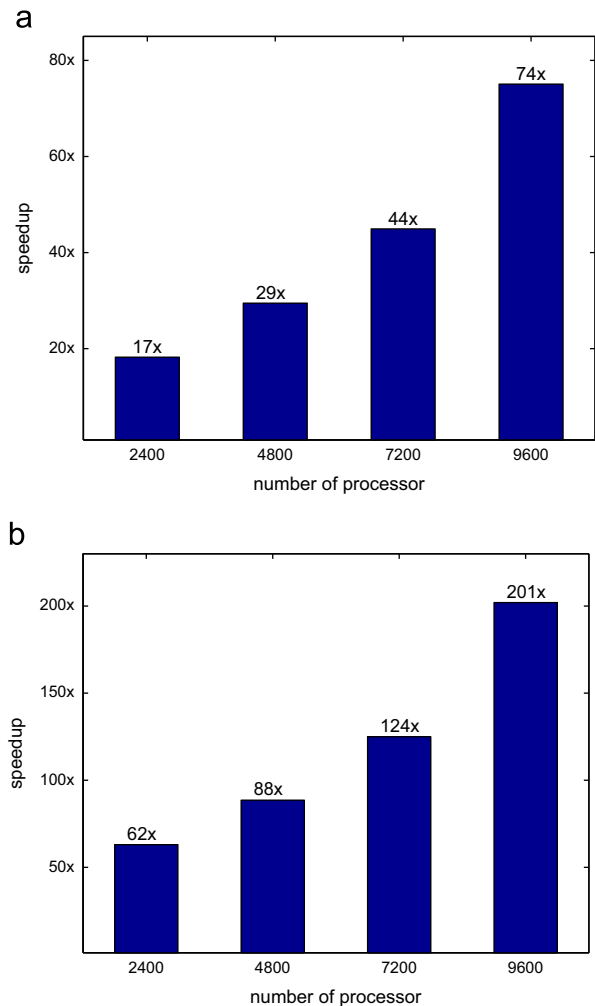 a
80x
60x
40x
20x
speedup
17x
29x
44x
74x
2400 4800 7200 9600
number of processor
b
200x
150x
100x
50x
speedup
62x
88x
124x
201x
2400 4800 7200 9600
number of processor